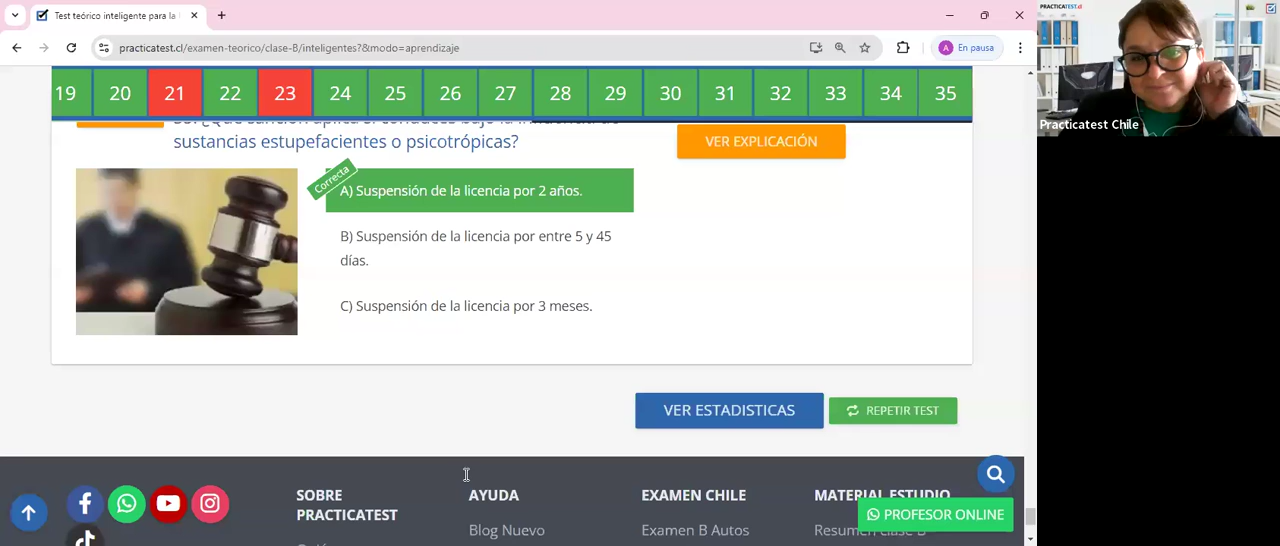 Test teórico inteligente para la
practicatest.cl/examen-teorico/clase-B/inteligentes?&modo=aprendizaje
En pausa
19 20 21 22 23 24 25 26 27 28 29 30 31 32 33 34 35
sustancias estupefacientes o psicotrópicas?
VER EXPLICACIÓN
Correcta
A) Suspensión de la licencia por 2 años.
B) Suspensión de la licencia por entre 5 y 45
días.
C) Suspensión de la licencia por 3 meses.
VER ESTADISTICAS
REPETIR TEST
SOBRE
PRACTICATEST
AYUDA
Blog Nuevo
EXAMEN CHILE
Examen B Autos
MATERIAL ESTUDIO
Resumen Clase B
PROFESOR ONLINE
PRACTICATEST.cl
Practicatest Chile